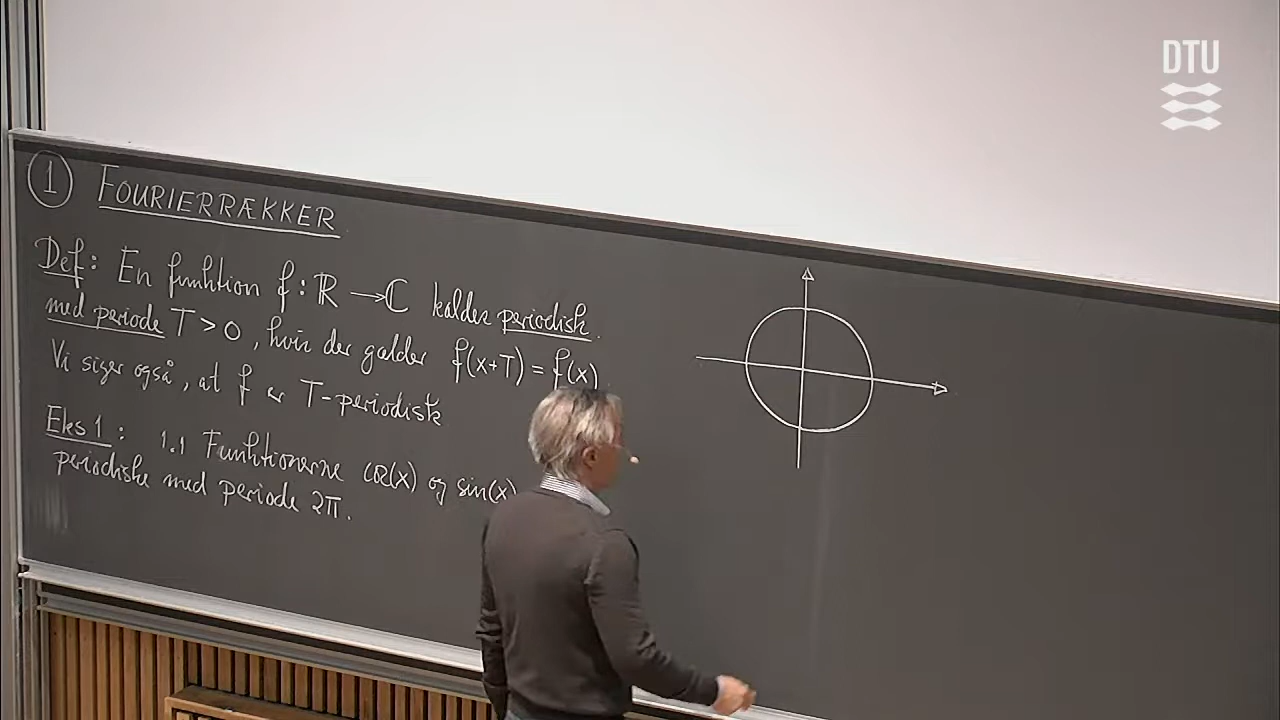 DTU
① FOURIERRÆKKER
Def: En funktion f: ℝ → ℂ kaldes periodisk
med periode T > 0, hvis der gælder f(x+T) = f(x)
Vi siger også, at f er T-periodisk
Eks 1: 1.1 Funktionerne cos(x) og sin(x)
periodiske med periode 2π.